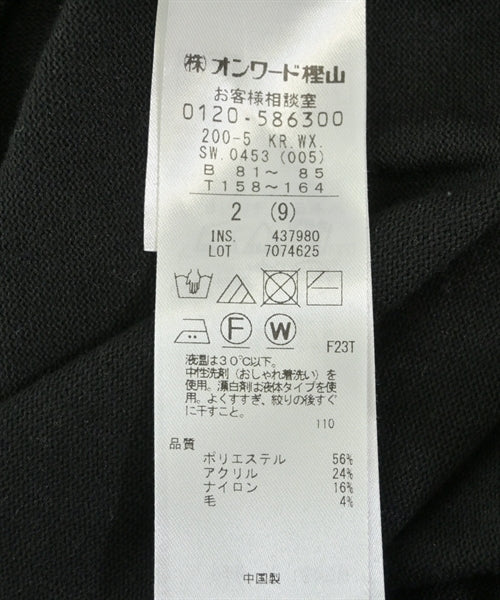 (株)オンワード樫山
お客様相談室
0120-586300
200-5 KR.WX.
SW.0453 (005)
B 81～ 85
T 158～164
2 (9)
INS. 437980
LOT 7074625
F W
F23T
液温は30℃以下。
中性洗剤(おしゃれ着洗い)を
使用。漂白剤は液体タイプを使
用。よくすすぎ、絞りの後すぐ
に干すこと。
110
品質
ポリエステル 56%
アクリル 24%
ナイロン 16%
毛 4%
中国製